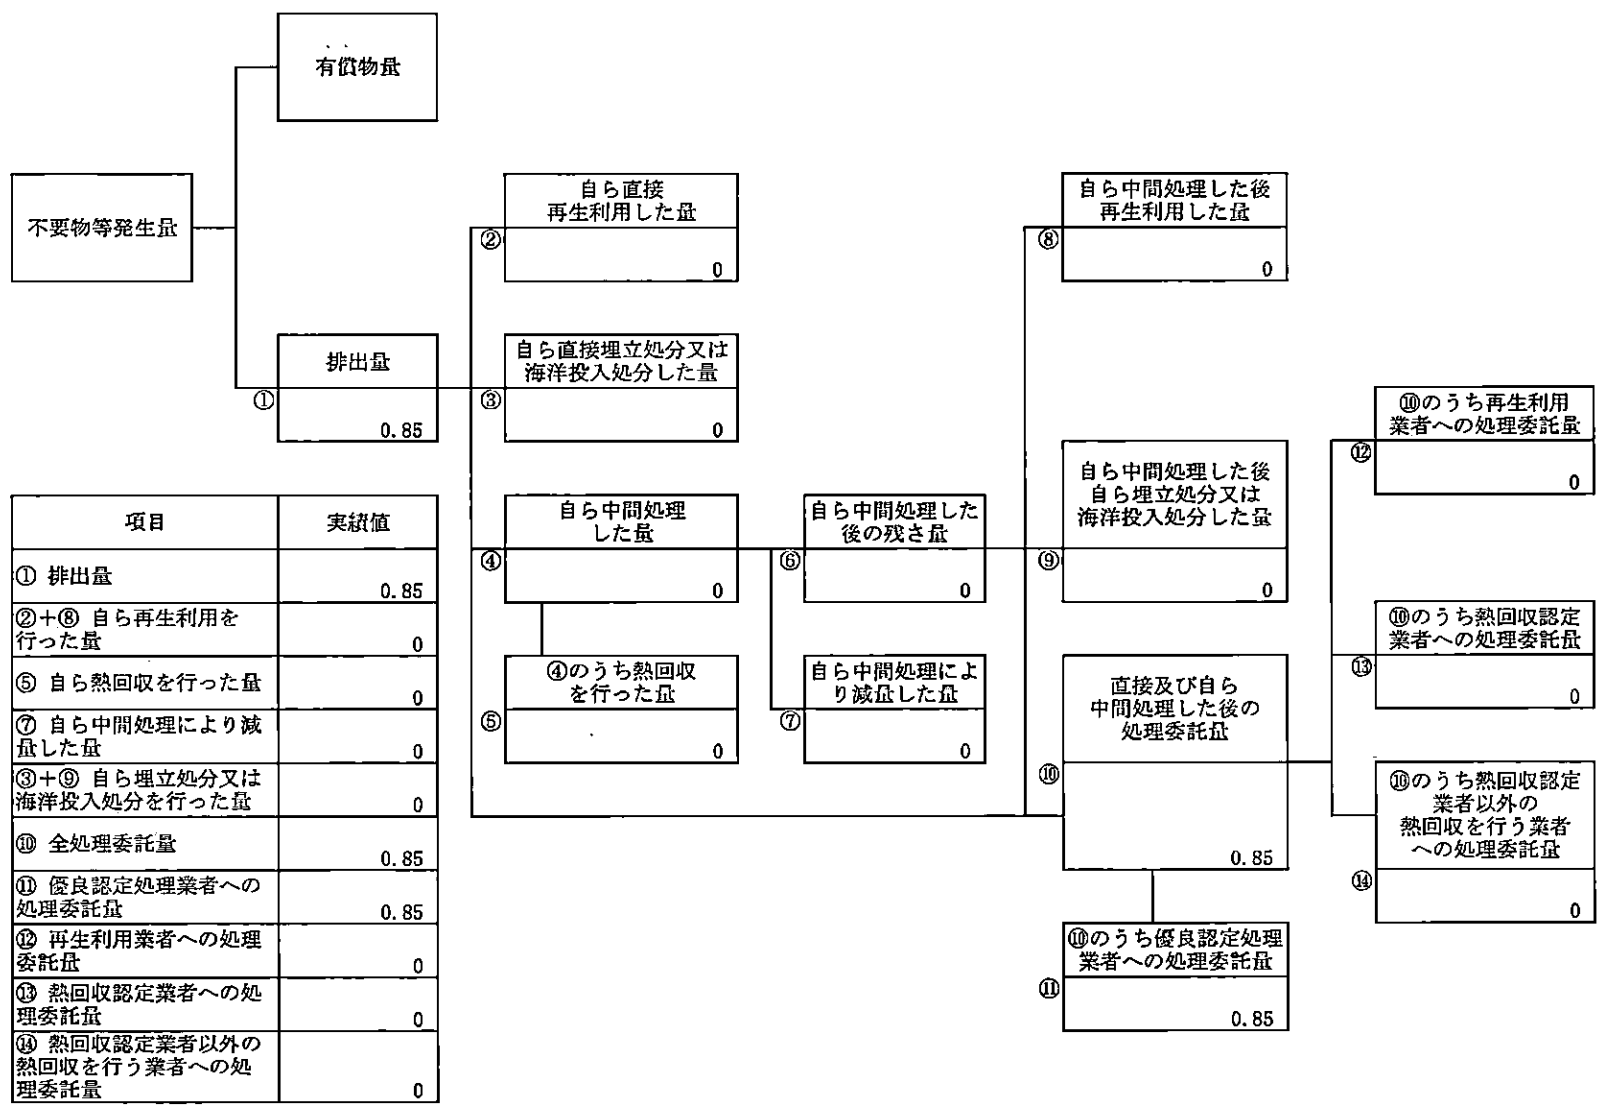 有償物量
不要物等発生量
排出量
①
0.85
自ら直接
再生利用した量
②
0
自ら直接埋立処分又は
海洋投入処分した量
③
0
自ら中間処理
した量
④
0
④のうち熱回収
を行った量
⑤
0
自ら中間処理した
後の残さ量
⑥
0
自ら中間処理によ
り減量した量
⑦
0
自ら中間処理した後
再生利用した量
⑧
0
自ら中間処理した後
自ら埋立処分又は
海洋投入処分した量
⑨
0
直接及び自ら
中間処理した後の
処理委託量
⑩
0.85
⑩のうち優良認定処理
業者への処理委託量
⑪
0.85
⑩のうち再生利用
業者への処理委託量
⑫
0
⑩のうち熱回収認定
業者への処理委託量
⑬
0
⑩のうち熱回収認定
業者以外の
熱回収を行う業者
への処理委託量
⑭
0
項目 実績値
① 排出量
0.85
②+⑧ 自ら再生利用を
行った量 0
⑤ 自ら熱回収を行った量
0
⑦ 自ら中間処理により減
量した量 0
③+⑨ 自ら埋立処分又は
海洋投入処分を行った量 0
⑩ 全処理委託量
0.85
⑪ 優良認定処理業者への
処理委託量 0.85
⑫ 再生利用業者への処理
委託量 0
⑬ 熱回収認定業者への処
理委託量 0
⑭ 熱回収認定業者以外の
熱回収を行う業者への処
理委託量 0